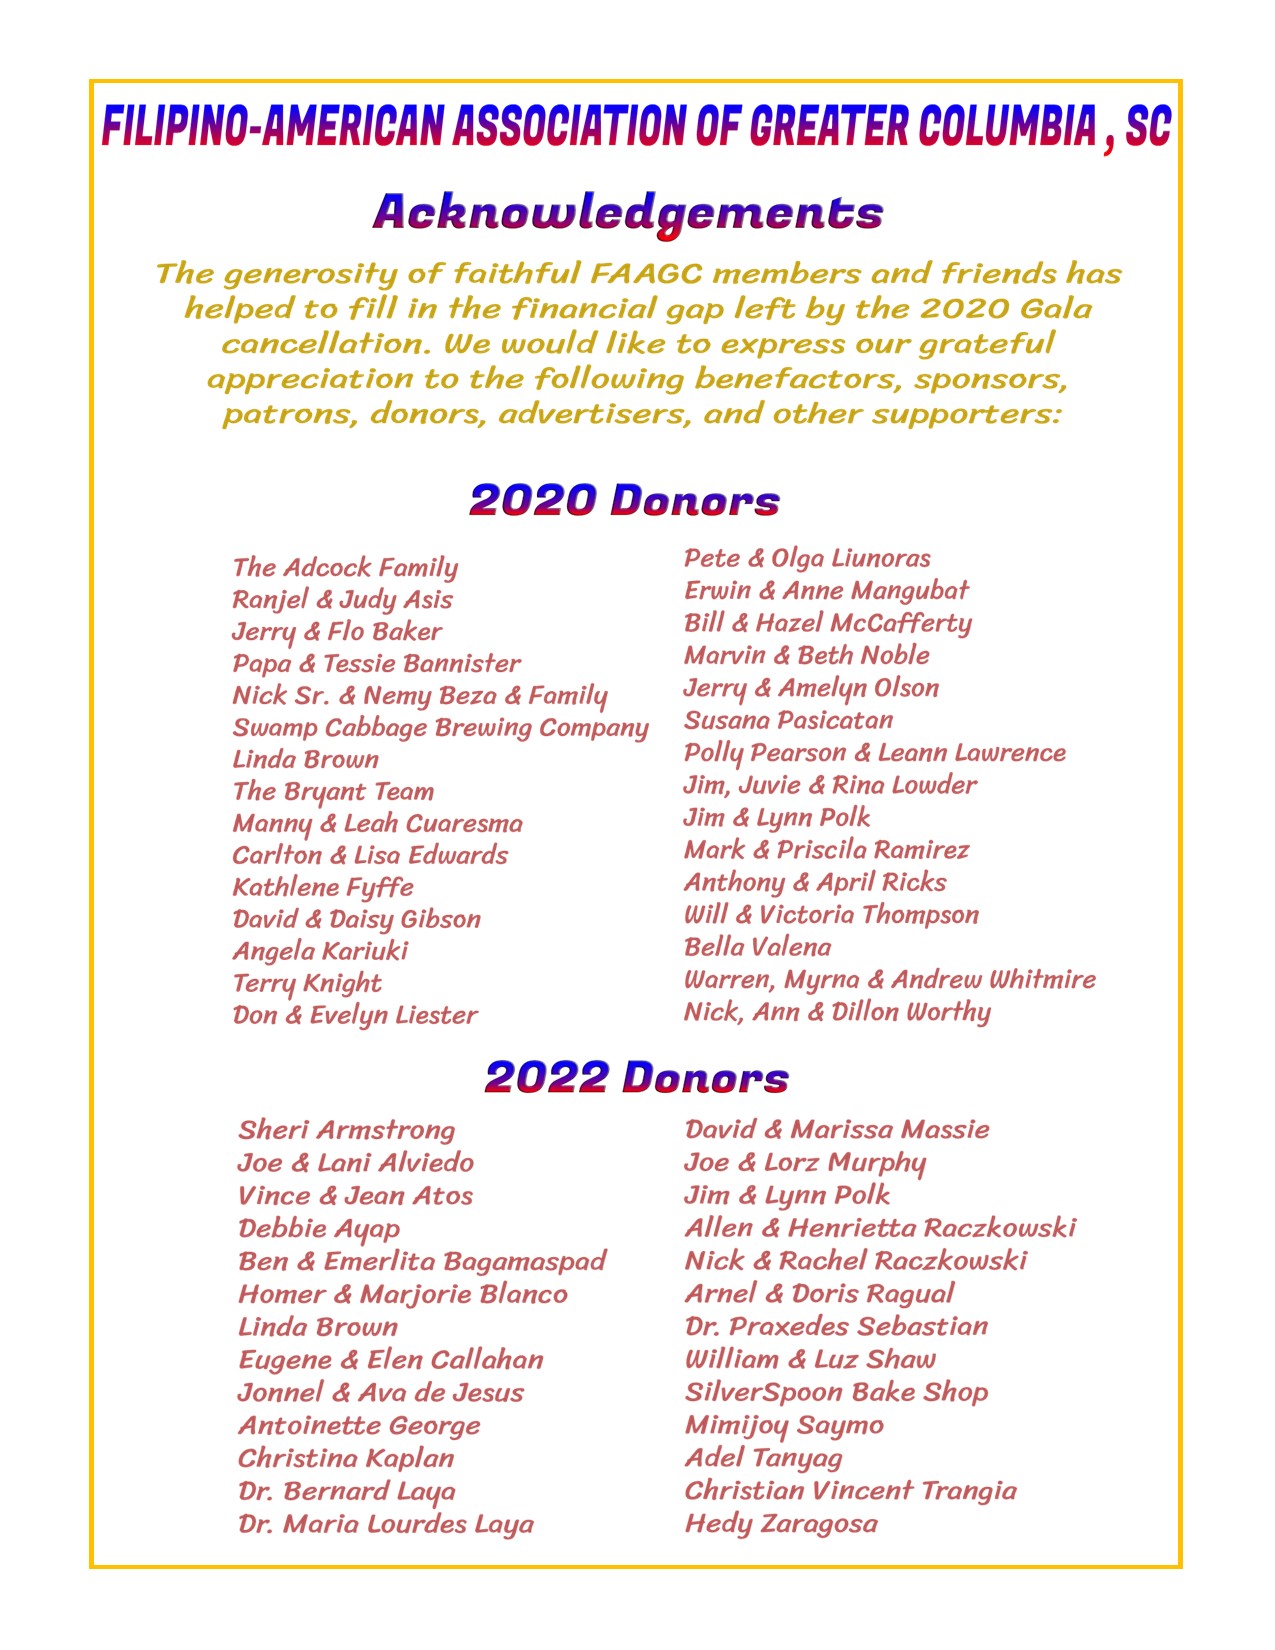 FILIPINO-AMERICAN ASSOCIATION OF GREATER COLUMBIA , SC
Acknowledgements
The generosity of faithful FAAGC members and friends has
helped to fill in the financial gap left by the 2020 Gala
cancellation. We would like to express our grateful
appreciation to the following benefactors, sponsors,
patrons, donors, advertisers, and other supporters:
2020 Donors
The Adcock Family
Ranjel & Judy Asis
Jerry & Flo Baker
Papa & Tessie Bannister
Nick Sr. & Nemy Beza & Family
Swamp Cabbage Brewing Company
Linda Brown
The Bryant Team
Manny & Leah Cuaresma
Carlton & Lisa Edwards
Kathlene Fyffe
David & Daisy Gibson
Angela Kariuki
Terry Knight
Don & Evelyn Liester
Pete & Olga Liunoras
Erwin & Anne Mangubat
Bill & Hazel McCafferty
Marvin & Beth Noble
Jerry & Amelyn Olson
Susana Pasicatan
Polly Pearson & Leann Lawrence
Jim, Juvie & Rina Lowder
Jim & Lynn Polk
Mark & Priscila Ramirez
Anthony & April Ricks
Will & Victoria Thompson
Bella Valena
Warren, Myrna & Andrew Whitmire
Nick, Ann & Dillon Worthy
2022 Donors
Sheri Armstrong
Joe & Lani Alviedo
Vince & Jean Atos
Debbie Ayap
Ben & Emerlita Bagamaspad
Homer & Marjorie Blanco
Linda Brown
Eugene & Elen Callahan
Jonnel & Ava de Jesus
Antoinette George
Christina Kaplan
Dr. Bernard Laya
Dr. Maria Lourdes Laya
David & Marissa Massie
Joe & Lorz Murphy
Jim & Lynn Polk
Allen & Henrietta Raczkowski
Nick & Rachel Raczkowski
Arnel & Doris Ragual
Dr. Praxedes Sebastian
William & Luz Shaw
SilverSpoon Bake Shop
Mimijoy Saymo
Adel Tanyag
Christian Vincent Trangia
Hedy Zaragosa